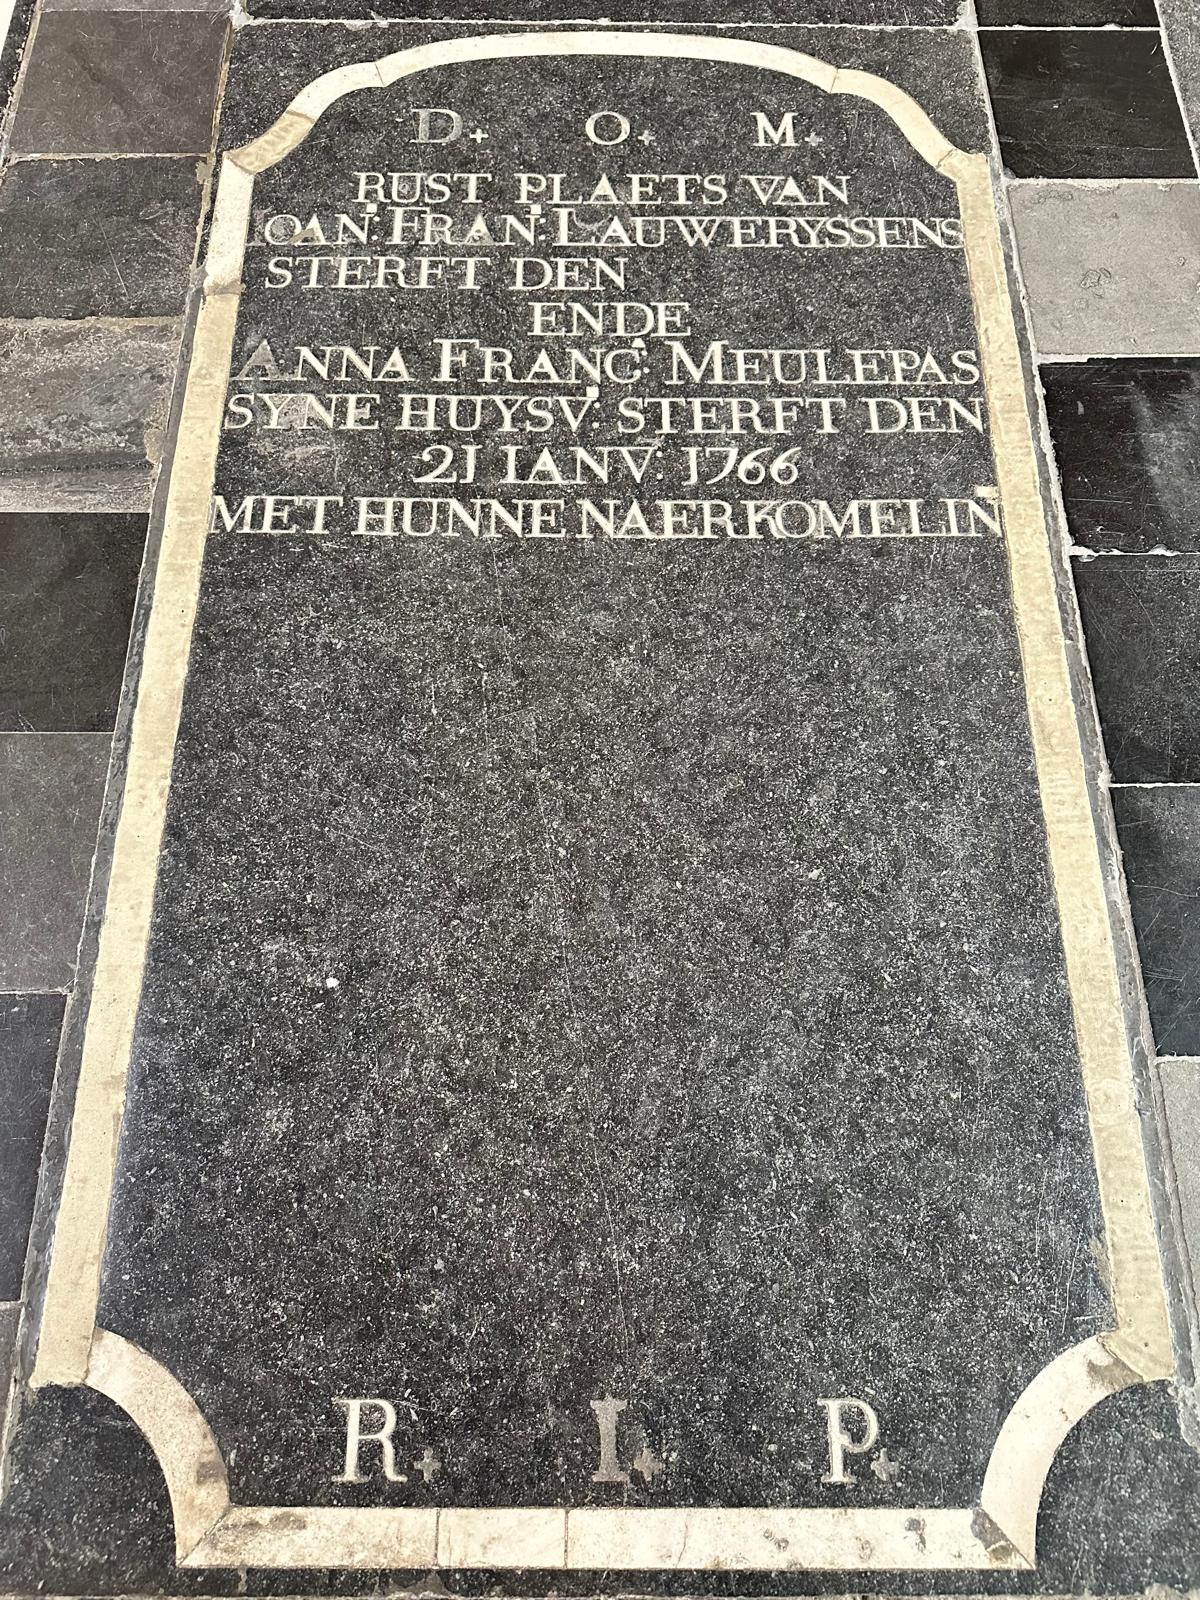 D+ O+ M+
RUST PLAETS VAN
IOAN: FRAN: LAUWERYSSENS
STERFT DEN
ENDE
ANNA FRANC: MEULEPAS
SYNE HUYSV: STERFT DEN
21 IANV: 1766
MET HUNNE NAERKOMELIN
R+ I+ P+